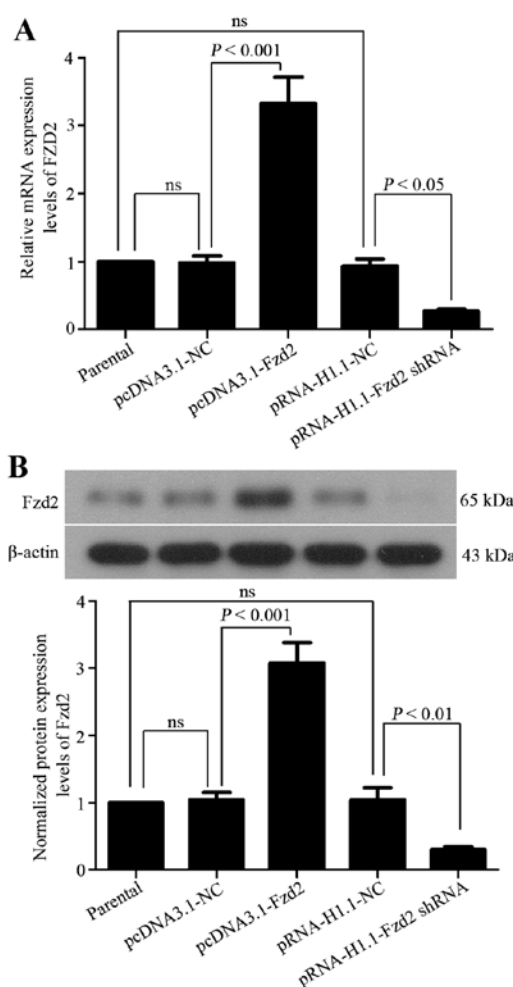 A
ns
P < 0.001
ns
P < 0.05
Relative mRNA expression
levels of FZD2
4
3
2
1
0
Parental
pcDNA3.1-NC
pcDNA3.1-Fzd2
pRNA-H1.1-NC
pRNA-H1.1-Fzd2 shRNA
B
Fzd2
65 kDa
β-actin
43 kDa
ns
P < 0.001
ns
P < 0.01
Normalized protein expression
levels of Fzd2
4
3
2
1
0
Parental
pcDNA3.1-NC
pcDNA3.1-Fzd2
pRNA-H1.1-NC
pRNA-H1.1-Fzd2 shRNA